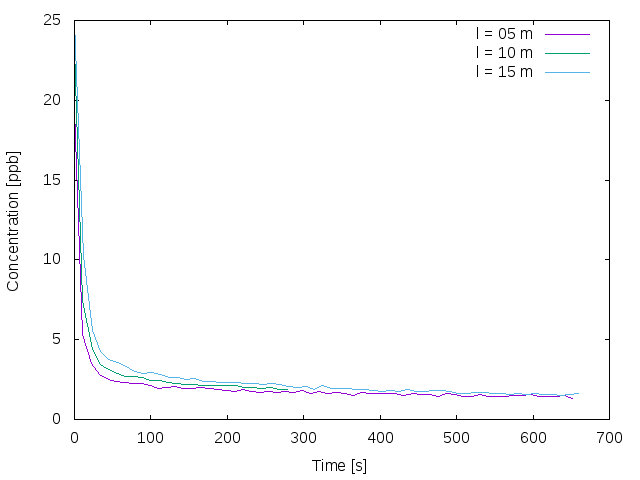 25
20
15
10
5
0
Concentration [ppb]
l = 05 m
l = 10 m
l = 15 m
0 100 200 300 400 500 600 700
Time [s]